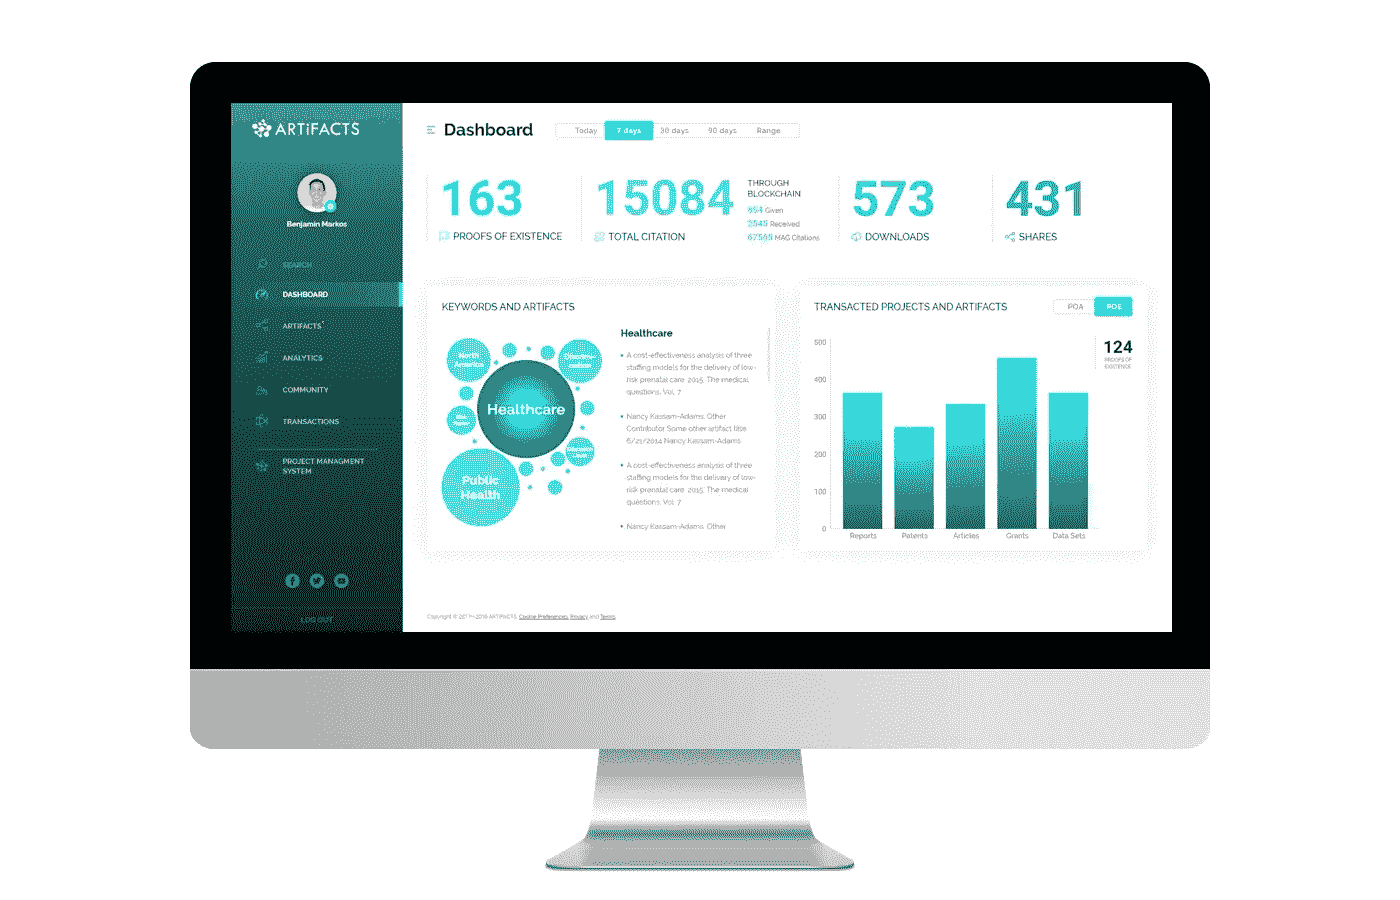 ARTiFACTS
Benjamin Markos
SEARCH
DASHBOARD
ARTIFACTS
ANALYTICS
COMMUNITY
TRANSACTIONS
PROJECT MANAGMENT
SYSTEM
LOG OUT
Dashboard
Today 7 days 30 days 90 days Range
163
PROOFS OF EXISTENCE
15084
TOTAL CITATION
THROUGH
BLOCKCHAIN
Given
Received
MAG Citations
573
DOWNLOADS
431
SHARES
KEYWORDS AND ARTIFACTS
North
America
Healthcare
Public
Health
Healthcare
• A cost-effectiveness analysis of three
staffing models for the delivery of low-
risk prenatal care. 2015. The medical
questions. Vol. 7
• Nancy Kassam-Adams. Other
Contributor Some other artifact title
6/21/2014 Nancy Kassam-Adams
• A cost-effectiveness analysis of three
staffing models for the delivery of low-
risk prenatal care. 2015. The medical
questions. Vol. 7
• Nancy Kassam-Adams. Other
TRANSACTED PROJECTS AND ARTIFACTS
POA POE
124
PROOFS OF
EXISTENCE
500
400
300
200
100
0
Reports Patents Articles Grants Data Sets
Copyright © ARTiFACTS. Cookie Preferences, Privacy and Terms.